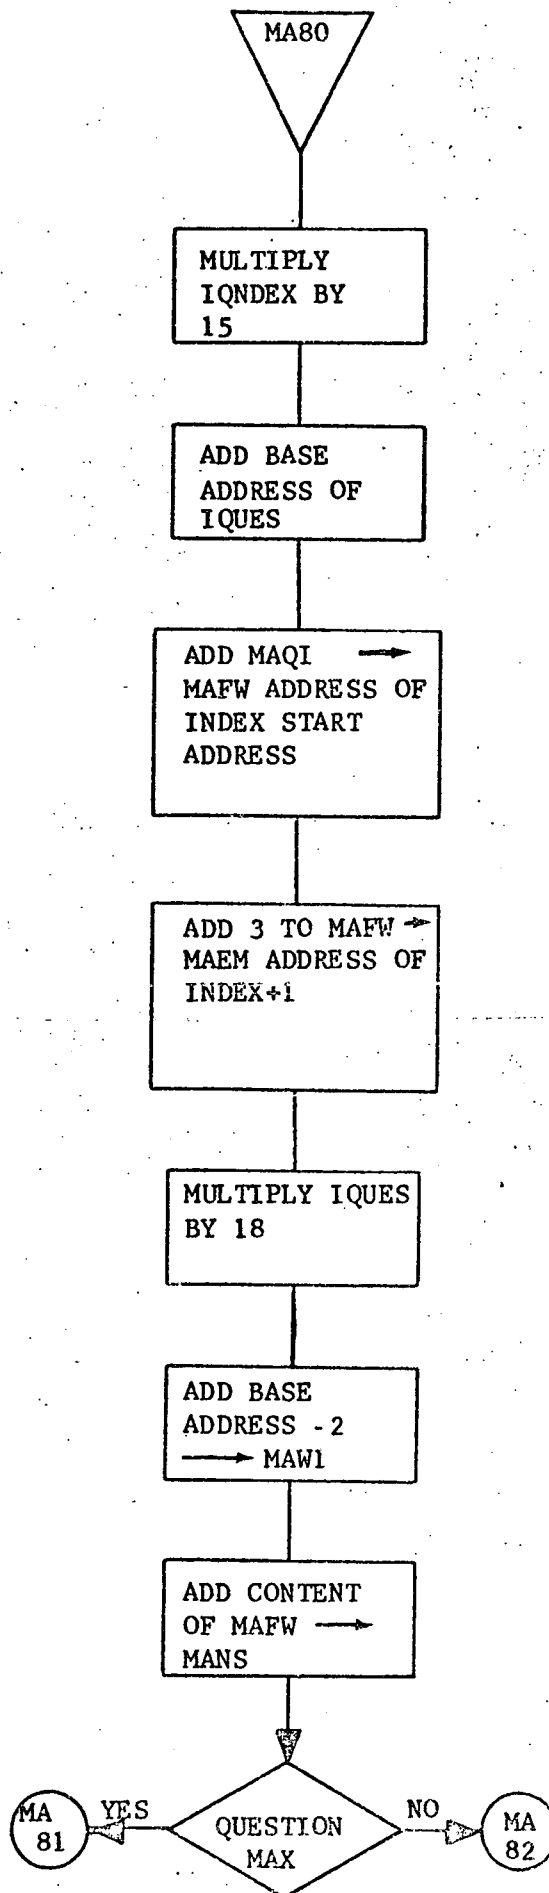 MA80
MULTIPLY
IQNDEX BY
15
ADD BASE
ADDRESS OF
IQUES
ADD MAQI →
MAFW ADDRESS OF
INDEX START
ADDRESS
ADD 3 TO MAFW →
MAEM ADDRESS OF
INDEX+1
MULTIPLY IQUES
BY 18
ADD BASE
ADDRESS -2
→ MAW1
ADD CONTENT
OF MAFW →
MANS
MA
81
YES
QUESTION
MAX
NO
MA
82